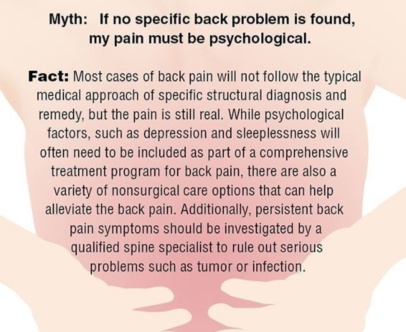 Myth:   If no specific back problem is found,
my pain must be psychological.
Fact: Most cases of back pain will not follow the typical
medical approach of specific structural diagnosis and
remedy, but the pain is still real. While psychological
factors, such as depression and sleeplessness will
often need to be included as part of a comprehensive
treatment program for back pain, there are also a
variety of nonsurgical care options that can help
alleviate the back pain. Additionally, persistent back
pain symptoms should be investigated by a
qualified spine specialist to rule out serious
problems such as tumor or infection.